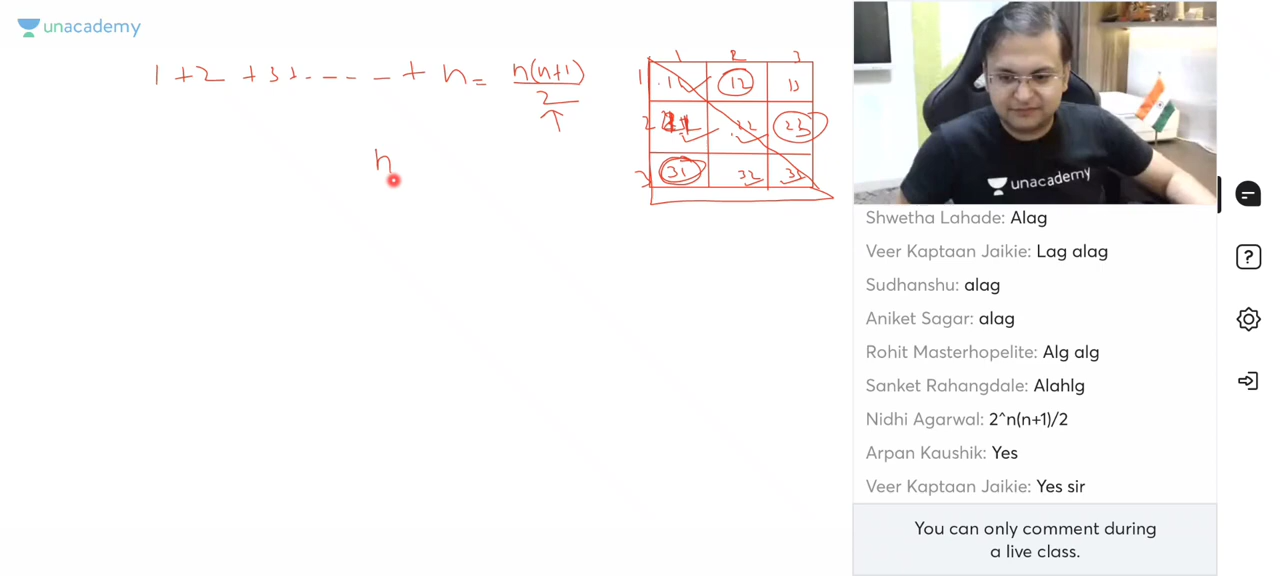 unacademy
1 + 2 + 3 + - - - - + n = n(n+1)/2
↑
n
1 2 3
1 11 12 13
2 21 22 23
3 31 32 33
unacademy
Shwetha Lahade: Alag
Veer Kaptaan Jaikie: Lag alag
Sudhanshu: alag
Aniket Sagar: alag
Rohit Masterhopelite: Alg alg
Sanket Rahangdale: Alahlg
Nidhi Agarwal: 2^n(n+1)/2
Arpan Kaushik: Yes
Veer Kaptaan Jaikie: Yes sir
?
You can only comment during
a live class.